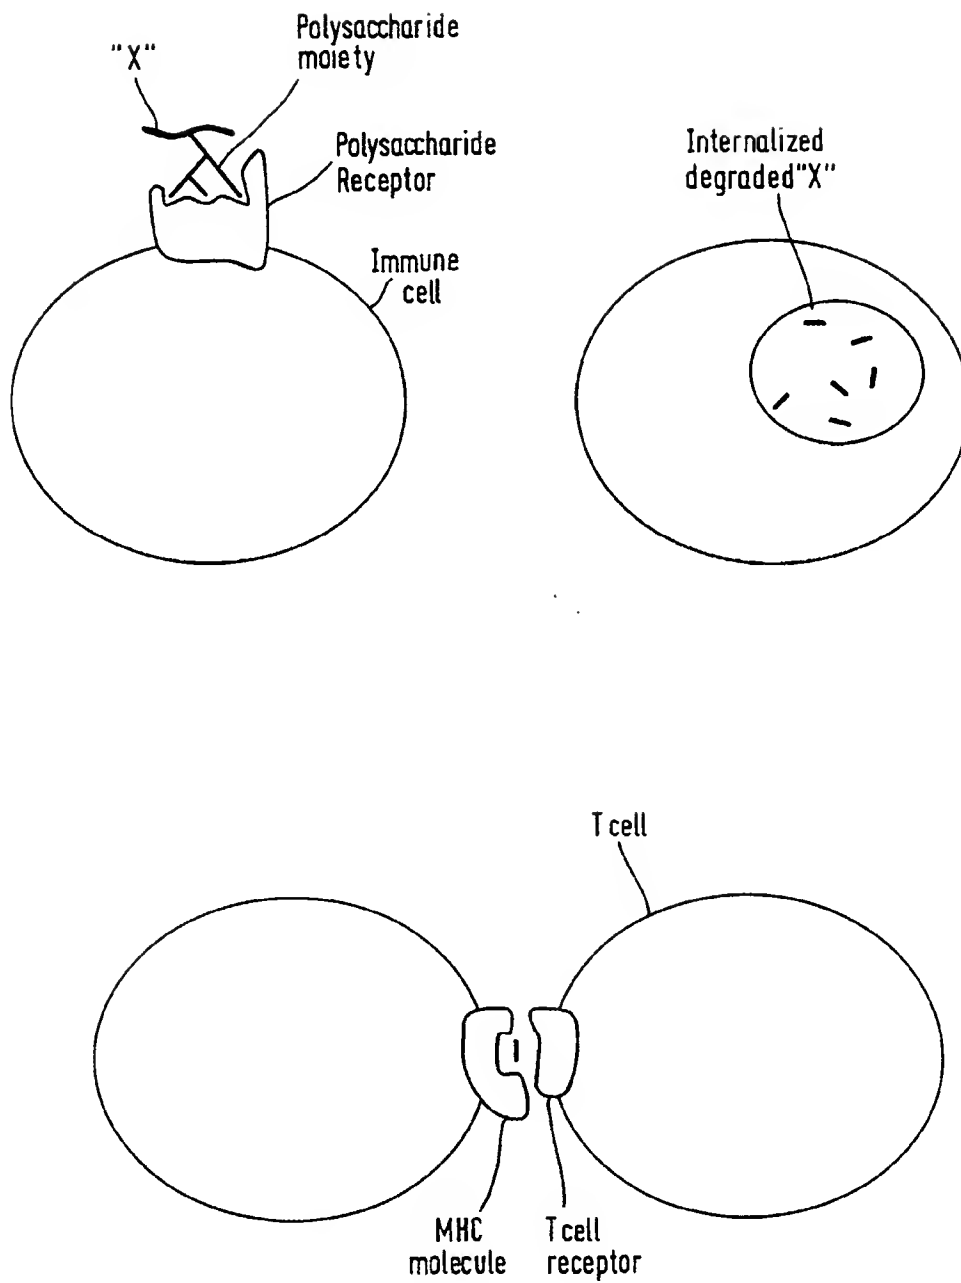 "X"
Polysaccharide
moiety
Polysaccharide
Receptor
Immune
cell
Internalized
degraded"X"
T cell
MHC
molecule
T cell
receptor